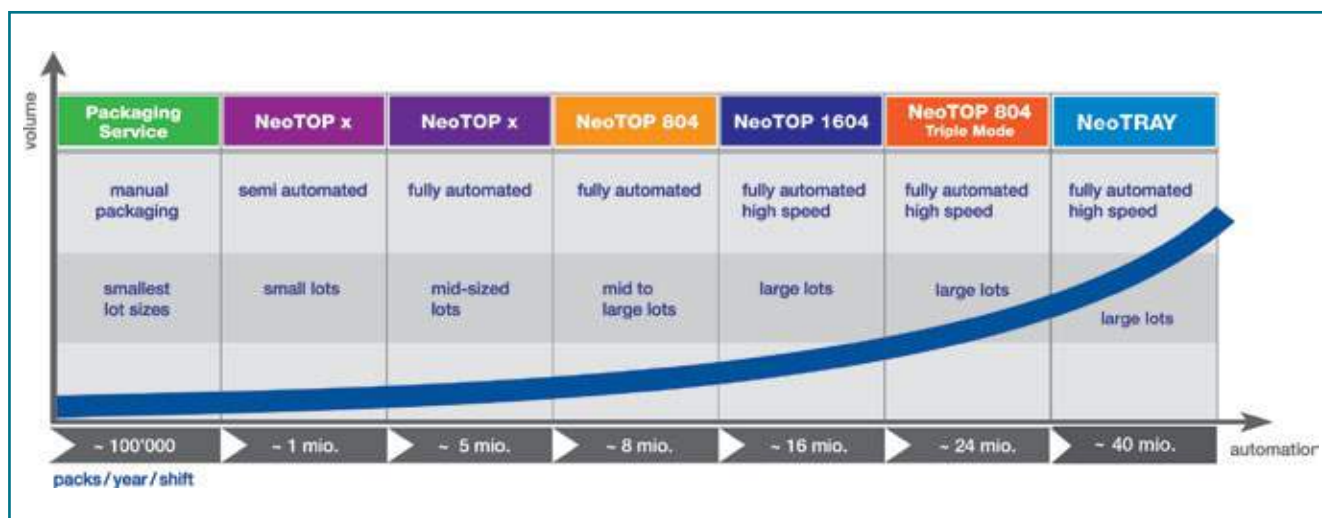 volume
Packaging
Service
NeoTOP x
NeoTOP x
NeoTOP 804
NeoTOP 1604
NeoTOP 804
Triple Mode
NeoTRAY
manual
packaging
semi automated
fully automated
fully automated
fully automated
high speed
fully automated
high speed
fully automated
high speed
smallest
lot sizes
small lots
mid-sized
lots
mid to
large lots
large lots
large lots
large lots
~ 100'000
~ 1 mio.
~ 5 mio.
~ 8 mio.
~ 16 mio.
~ 24 mio.
~ 40 mio.
automation
packs/year/shift